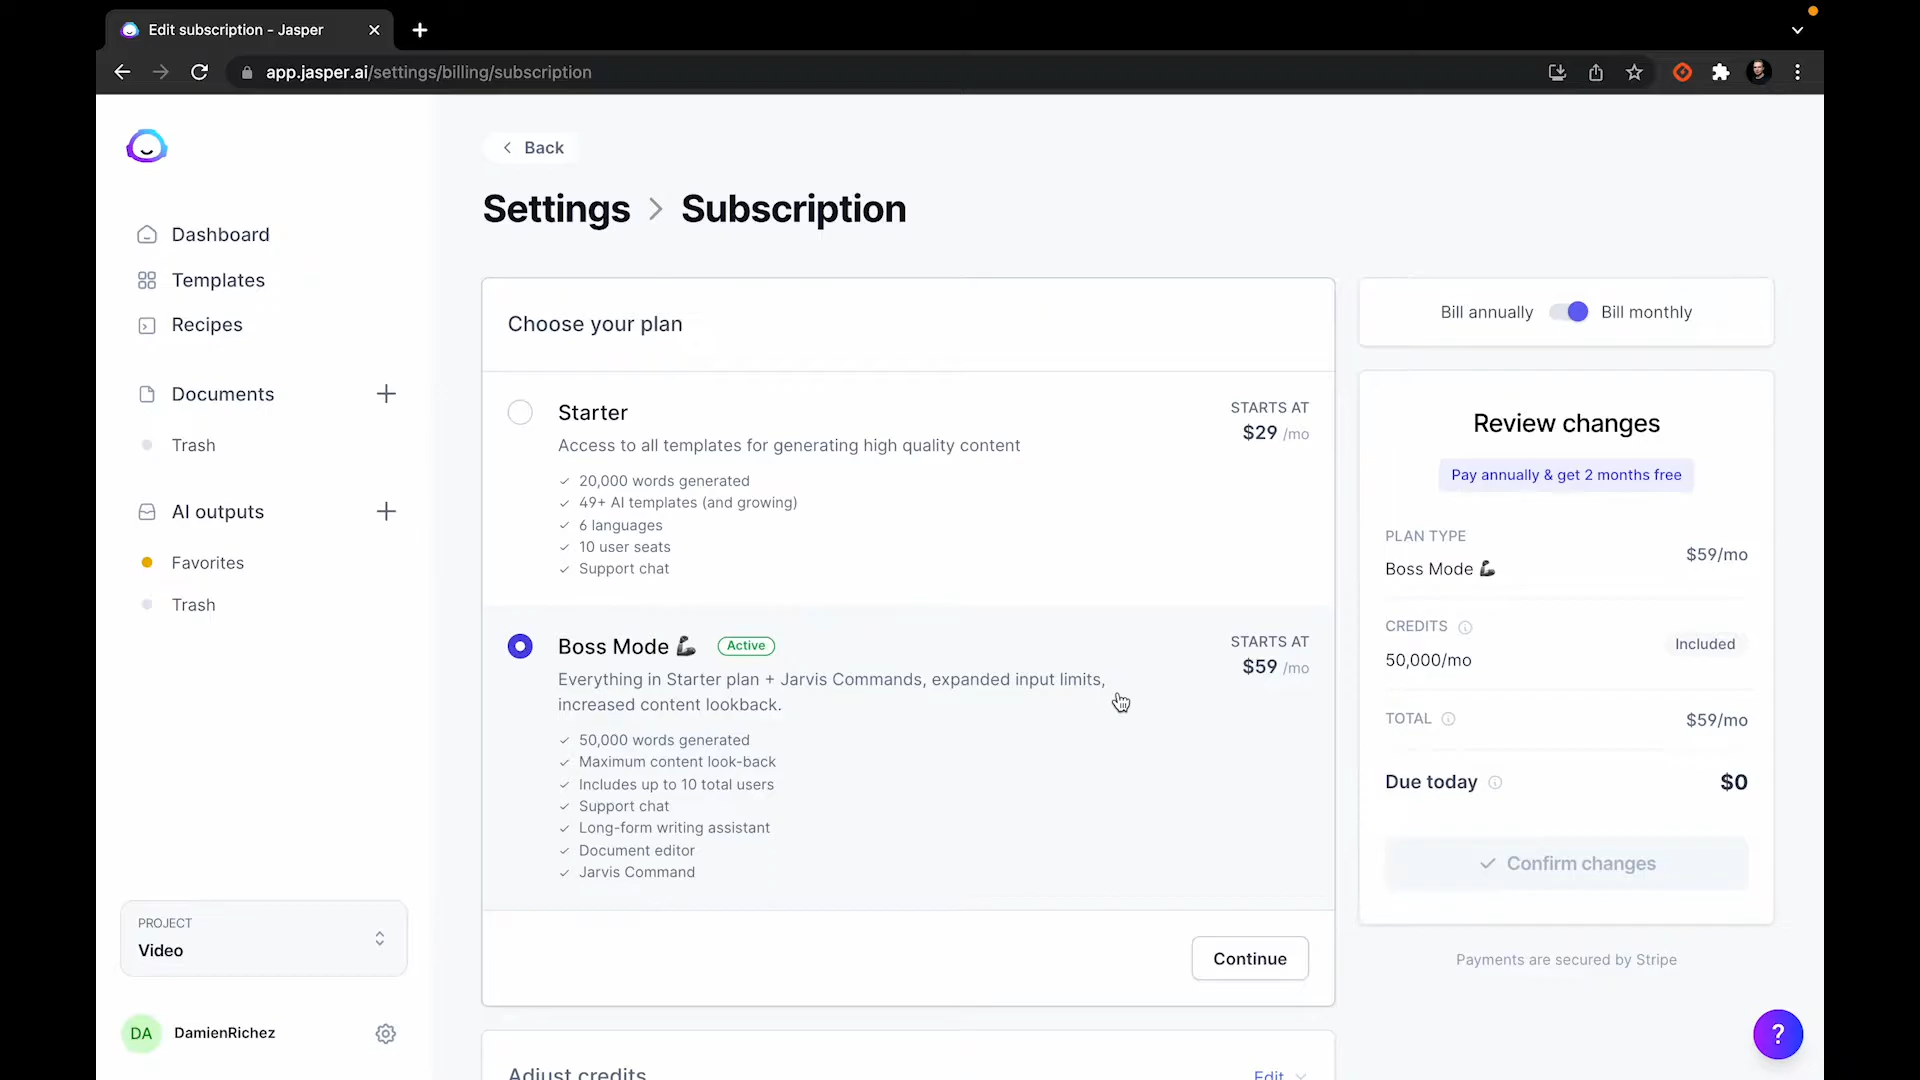 Edit subscription - Jasper
app.jasper.ai/settings/billing/subscription
Dashboard
Templates
Recipes
Documents
Trash
AI outputs
Favorites
Trash
PROJECT
Video
DA
DamienRichez
Back
Settings > Subscription
Choose your plan
Starter
Access to all templates for generating high quality content
20,000 words generated
49+ AI templates (and growing)
6 languages
10 user seats
Support chat
STARTS AT
$29 /mo
Boss Mode 🦾 Active
Everything in Starter plan + Jarvis Commands, expanded input limits,
increased content lookback.
50,000 words generated
Maximum content look-back
Includes up to 10 total users
Support chat
Long-form writing assistant
Document editor
Jarvis Command
STARTS AT
$59 /mo
Continue
Adjust credits
Edit
Bill annually
Bill monthly
Review changes
Pay annually & get 2 months free
PLAN TYPE
Boss Mode 🦾
$59/mo
CREDITS
50,000/mo
Included
TOTAL
$59/mo
Due today
$0
Confirm changes
Payments are secured by Stripe
?